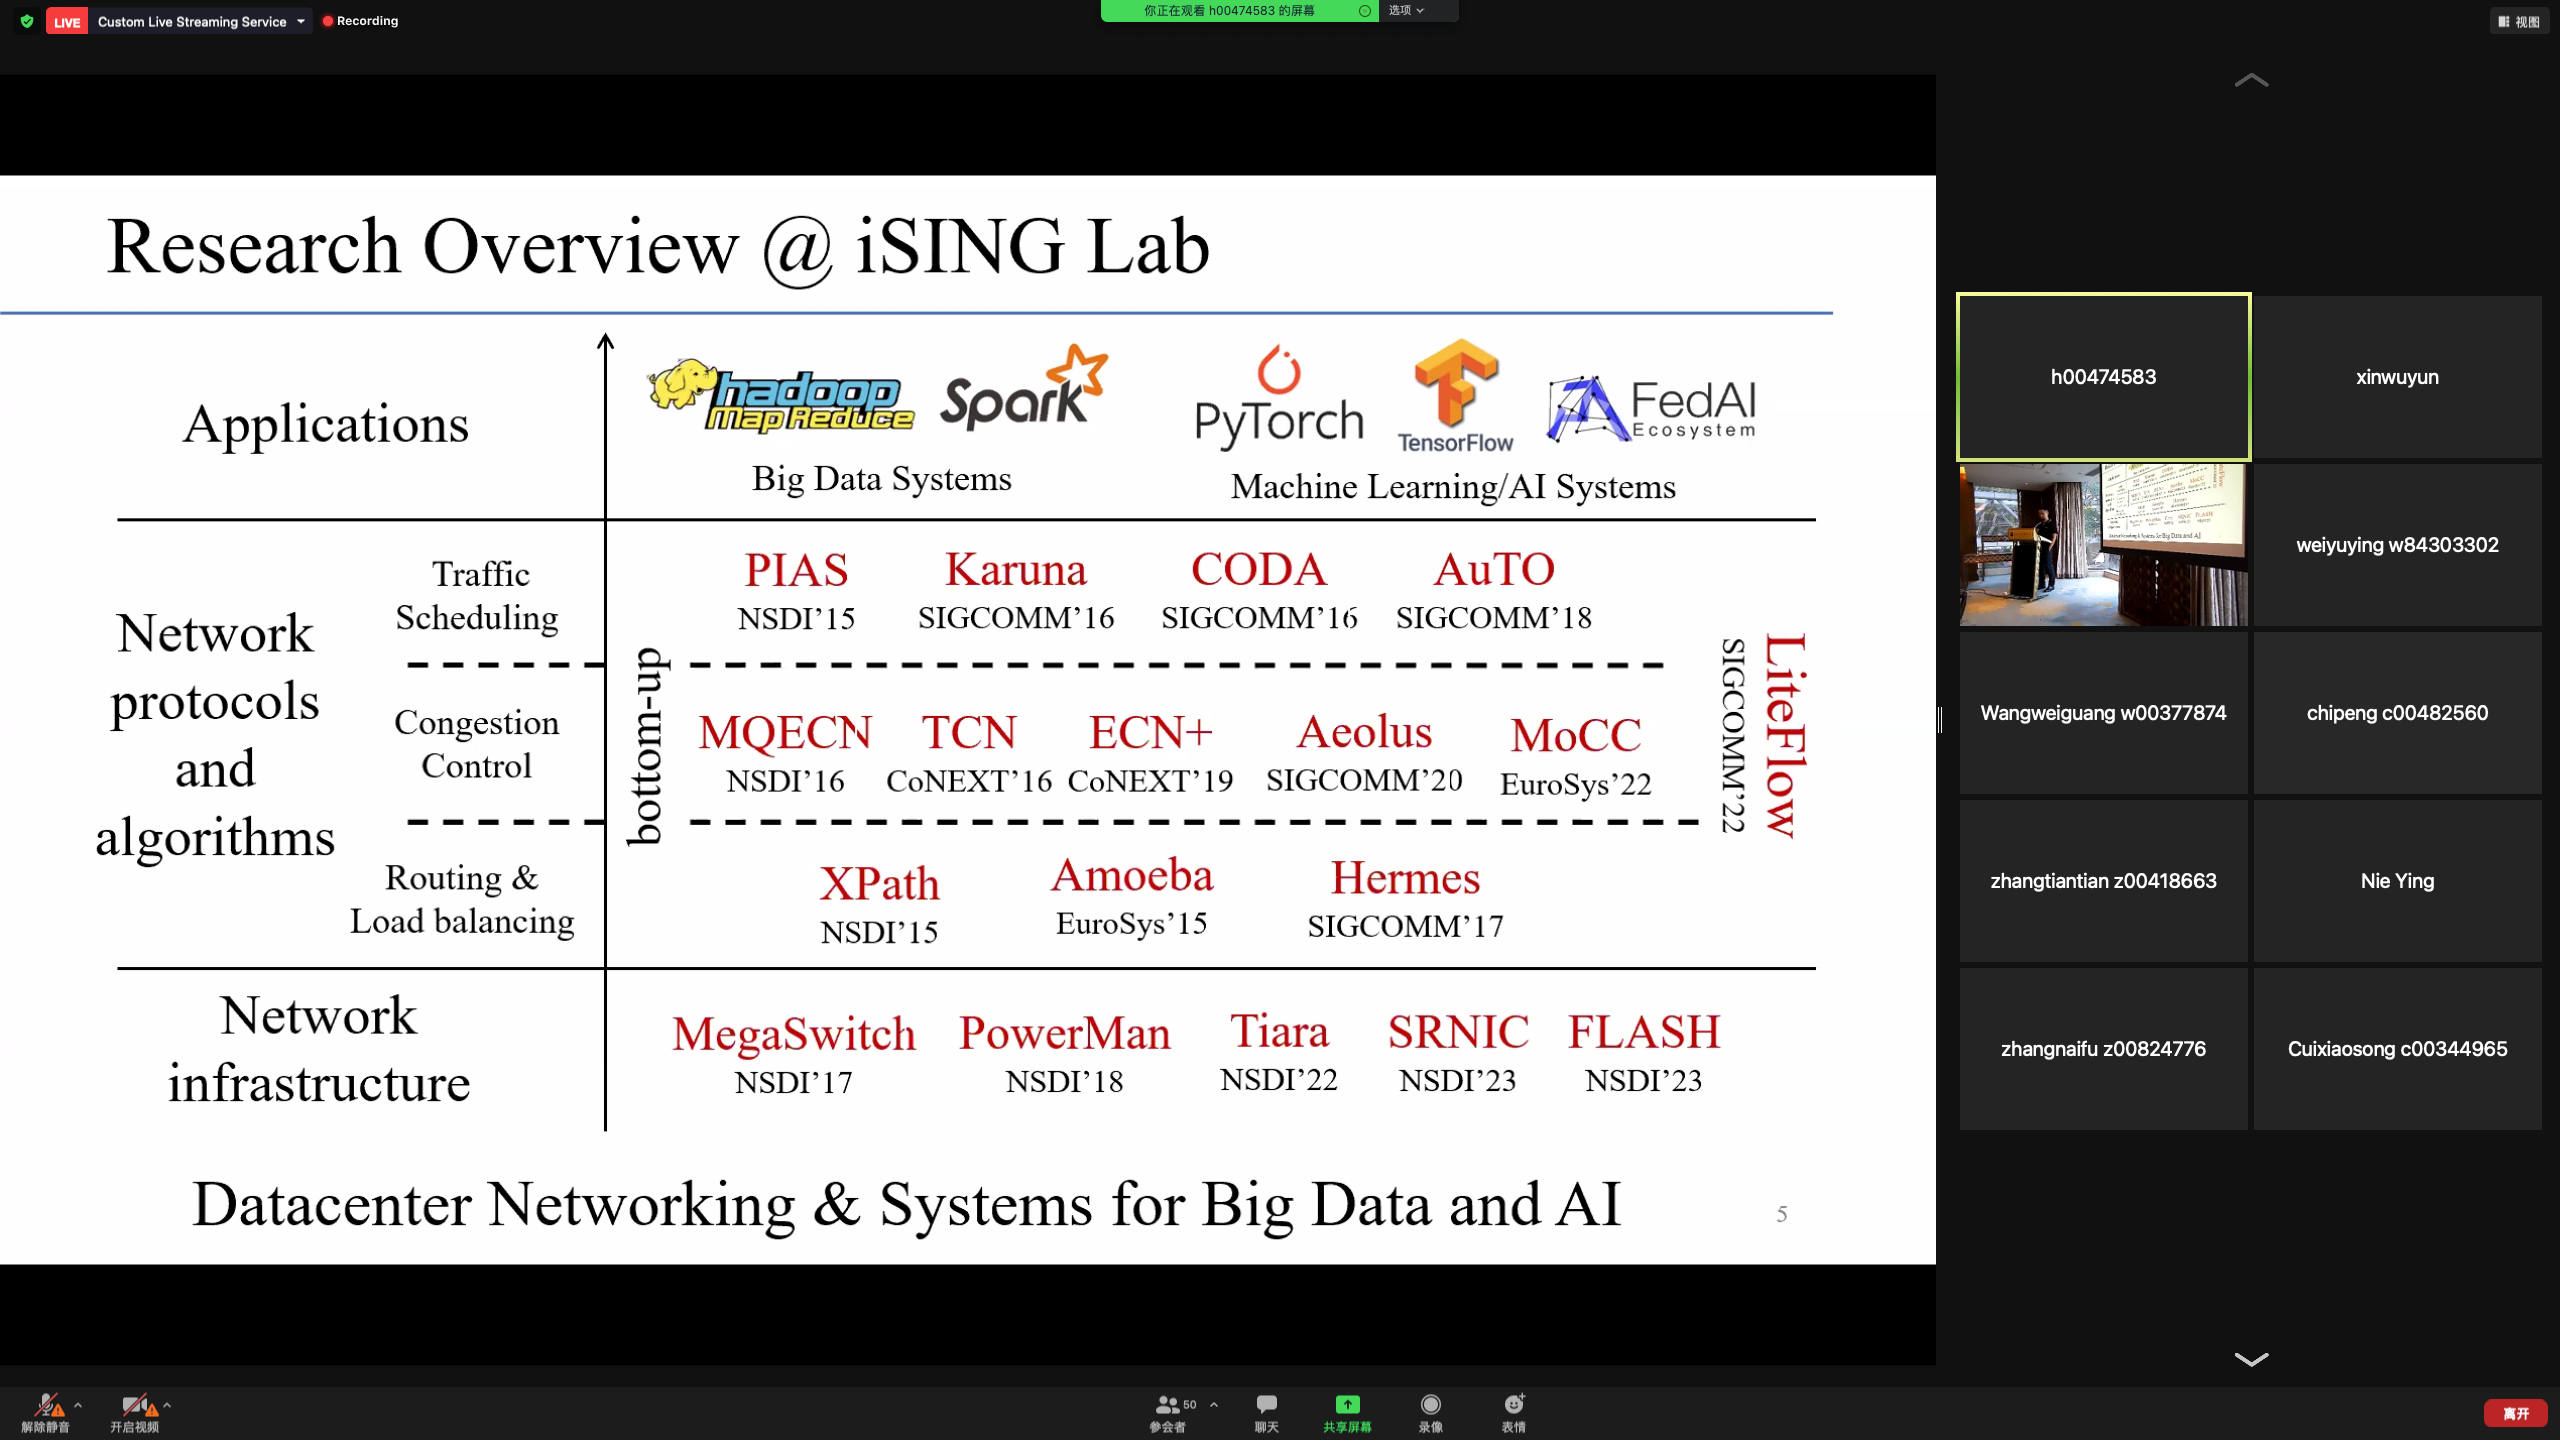 LIVE Custom Live Streaming Service
Recording
你正在观看 h00474583 的屏幕
选项
视图
Research Overview @ iSING Lab
Applications
hadoop
Map Reduce
Spark
PyTorch
TensorFlow
FedAI
Ecosystem
Big Data Systems
Machine Learning/AI Systems
Network
protocols
and
algorithms
Traffic
Scheduling
Congestion
Control
Routing &
Load balancing
bottom-up
PIAS Karuna CODA AuTO
NSDI’15 SIGCOMM’16 SIGCOMM’16 SIGCOMM’18
MQECN TCN ECN+ Aeolus MoCC
NSDI’16 CoNEXT’16 CoNEXT’19 SIGCOMM’20 EuroSys’22
XPath Amoeba Hermes
NSDI’15 EuroSys’15 SIGCOMM’17
LiteFlow
SIGCOMM’22
Network
infrastructure
MegaSwitch PowerMan Tiara SRNIC FLASH
NSDI’17 NSDI’18 NSDI’22 NSDI’23 NSDI’23
Datacenter Networking & Systems for Big Data and AI
5
h00474583
xinwuyun
weiyuying w84303302
Wangweiguang w00377874
chipeng c00482560
zhangtiantian z00418663
Nie Ying
zhangnaifu z00824776
Cuixiaosong c00344965
解除静音
开启视频
50
参会者
聊天
共享屏幕
录像
表情
离开